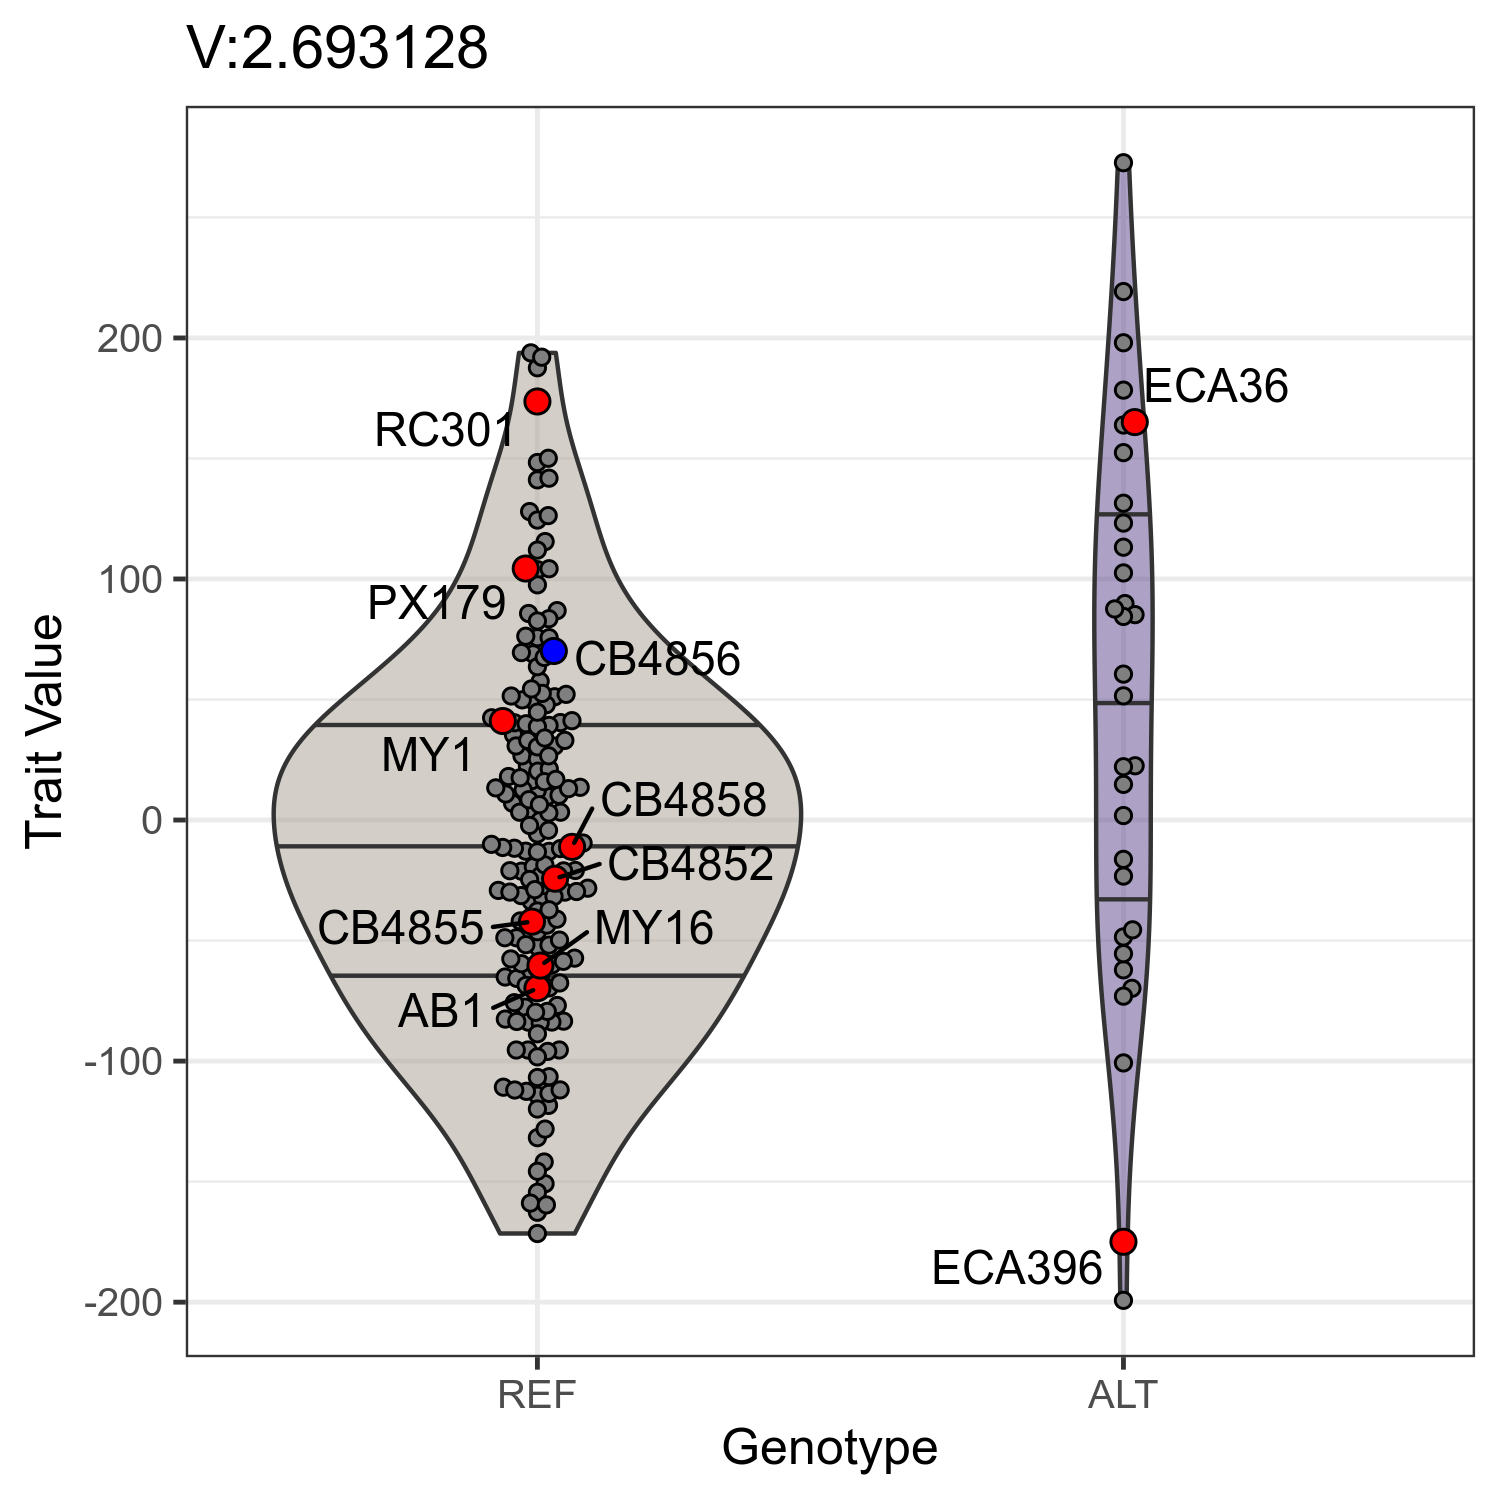 V:2.693128
Trait Value
200
100
0
-100
-200
RC301
PX179
CB4856
MY1
CB4858
CB4852
CB4855
MY16
AB1
ECA36
ECA396
REF
ALT
Genotype